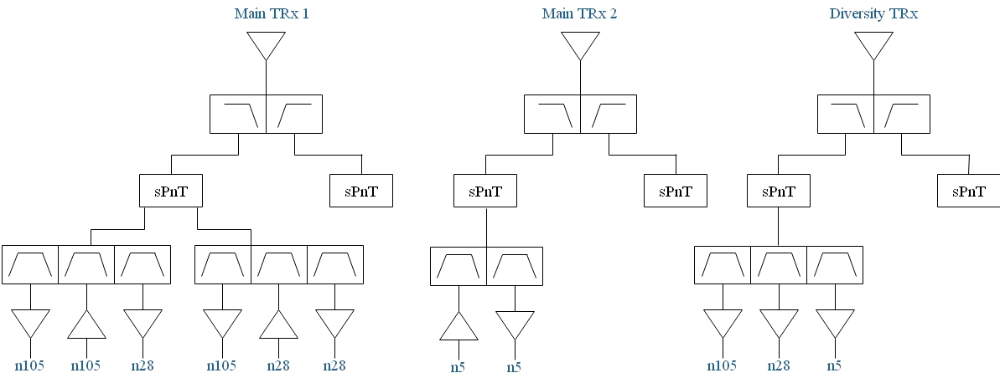 Main TRx 1
Main TRx 2
Diversity TRx
sPnT
sPnT
sPnT
sPnT
sPnT
sPnT
n105
n105
n28
n105
n28
n28
n5
n5
n105
n28
n5